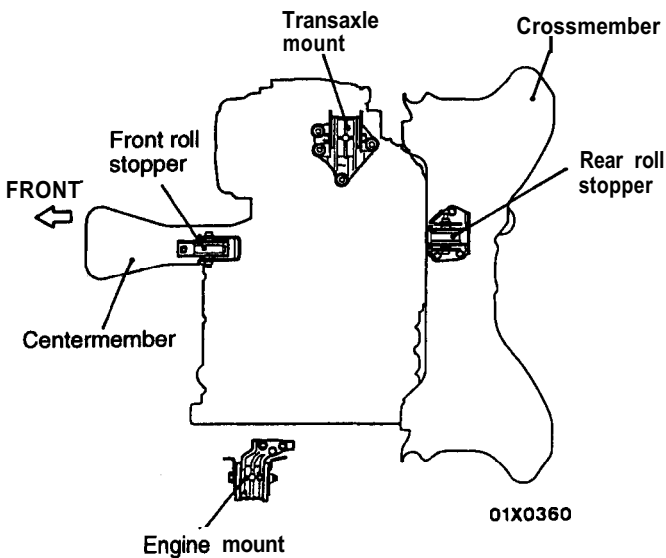 Transaxle
mount
Crossmember
Front roll
stopper
Rear roll
stopper
FRONT
Centermember
01X0360
Engine mount